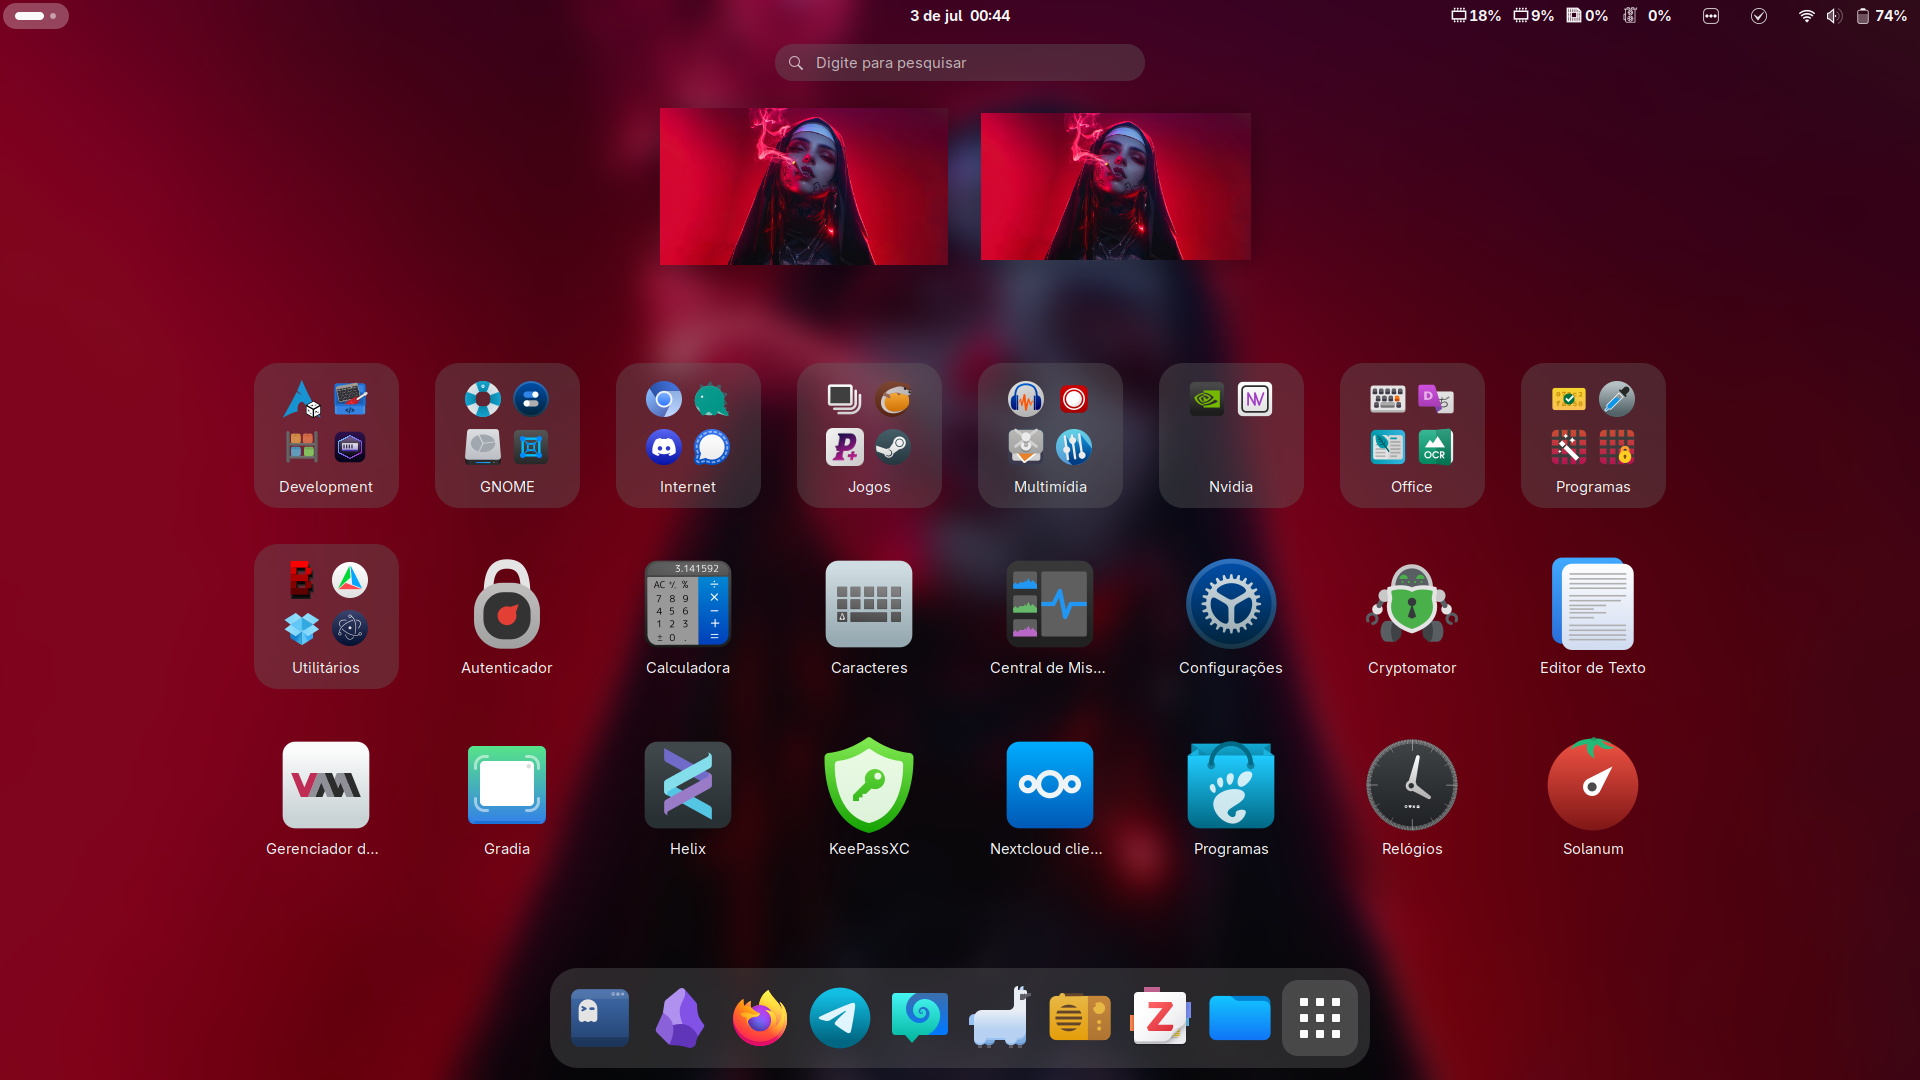 3 de jul 00:44
18% 9% 0% 0% 74%
Digite para pesquisar
Development
GNOME
Internet
Jogos
Multimídia
Nvidia
Office
Programas
Utilitários
Autenticador
Calculadora
Caracteres
Central de Mis...
Configurações
Cryptomator
Editor de Texto
3.141592
AC +/. %  ÷
7 8 9 ×
4 5 6 −
1 2 3 +
± 0 . =
Gerenciador d...
Gradia
Helix
KeePassXC
Nextcloud clie...
Programas
Relógios
Solanum
OCR